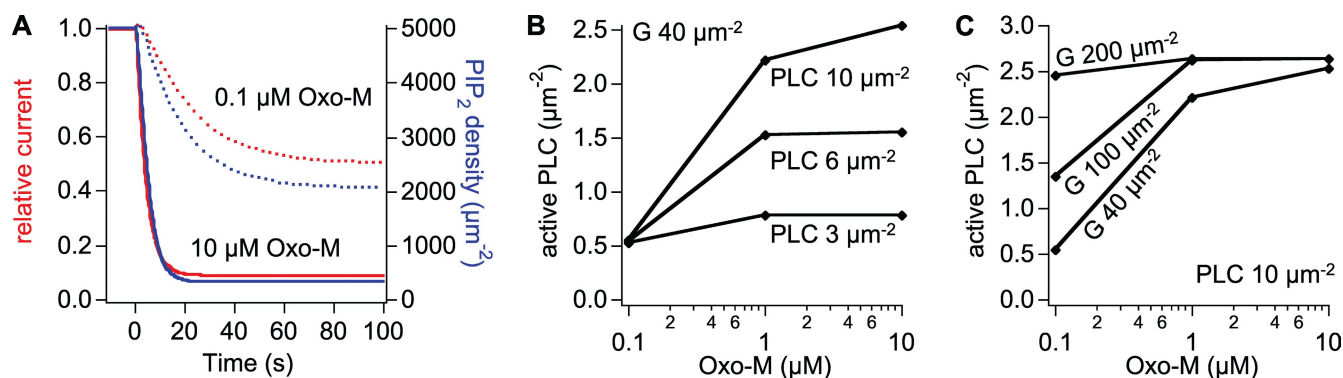 A
relative current
1.0
0.8
0.6
0.4
0.2
0.0
0.1 µM Oxo-M
10 µM Oxo-M
5000
4000
3000
2000
1000
0
PIP2 density (µm-2)
0
20
40
60
80
100
Time (s)
B
G 40 µm-2
active PLC (µm-2)
2.5
2.0
1.5
1.0
0.5
0.0
PLC 10 µm-2
PLC 6 µm-2
PLC 3 µm-2
0.1
2
4
6
1
2
4
6
10
Oxo-M (µM)
C
active PLC (µm-2)
3.0
2.5
2.0
1.5
1.0
0.5
0.0
G 200 µm-2
G 100 µm-2
G 40 µm-2
PLC 10 µm-2
0.1
2
4
6
1
2
4
6
10
Oxo-M (µM)